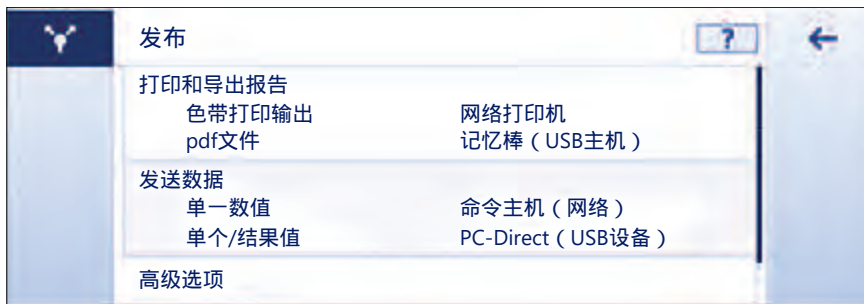 发布 ?
打印和导出报告
色带打印输出 网络打印机
pdf文件 记忆棒（USB主机）
发送数据
单一数值 命令主机（网络）
单个/结果值 PC-Direct（USB设备）
高级选项